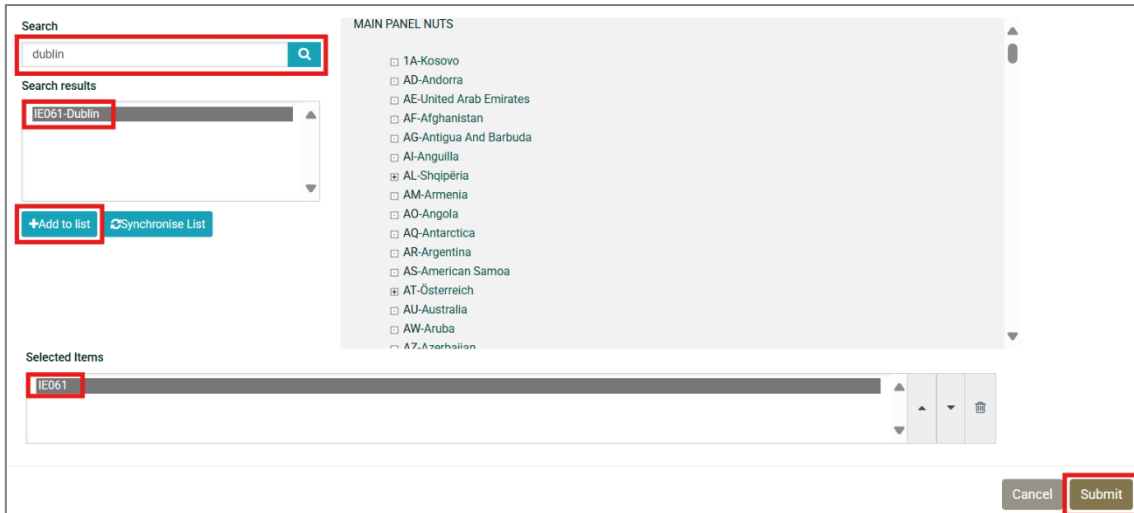 Search
dublin
Search results
IE061-Dublin
+Add to list
Synchronise List
MAIN PANEL NUTS
1A-Kosovo
AD-Andorra
AE-United Arab Emirates
AF-Afghanistan
AG-Antigua And Barbuda
AI-Anguilla
AL-Shqipëria
AM-Armenia
AO-Angola
AQ-Antarctica
AR-Argentina
AS-American Samoa
AT-Österreich
AU-Australia
AW-Aruba
AZ-Azerbaijan
Selected Items
IE061
Cancel
Submit